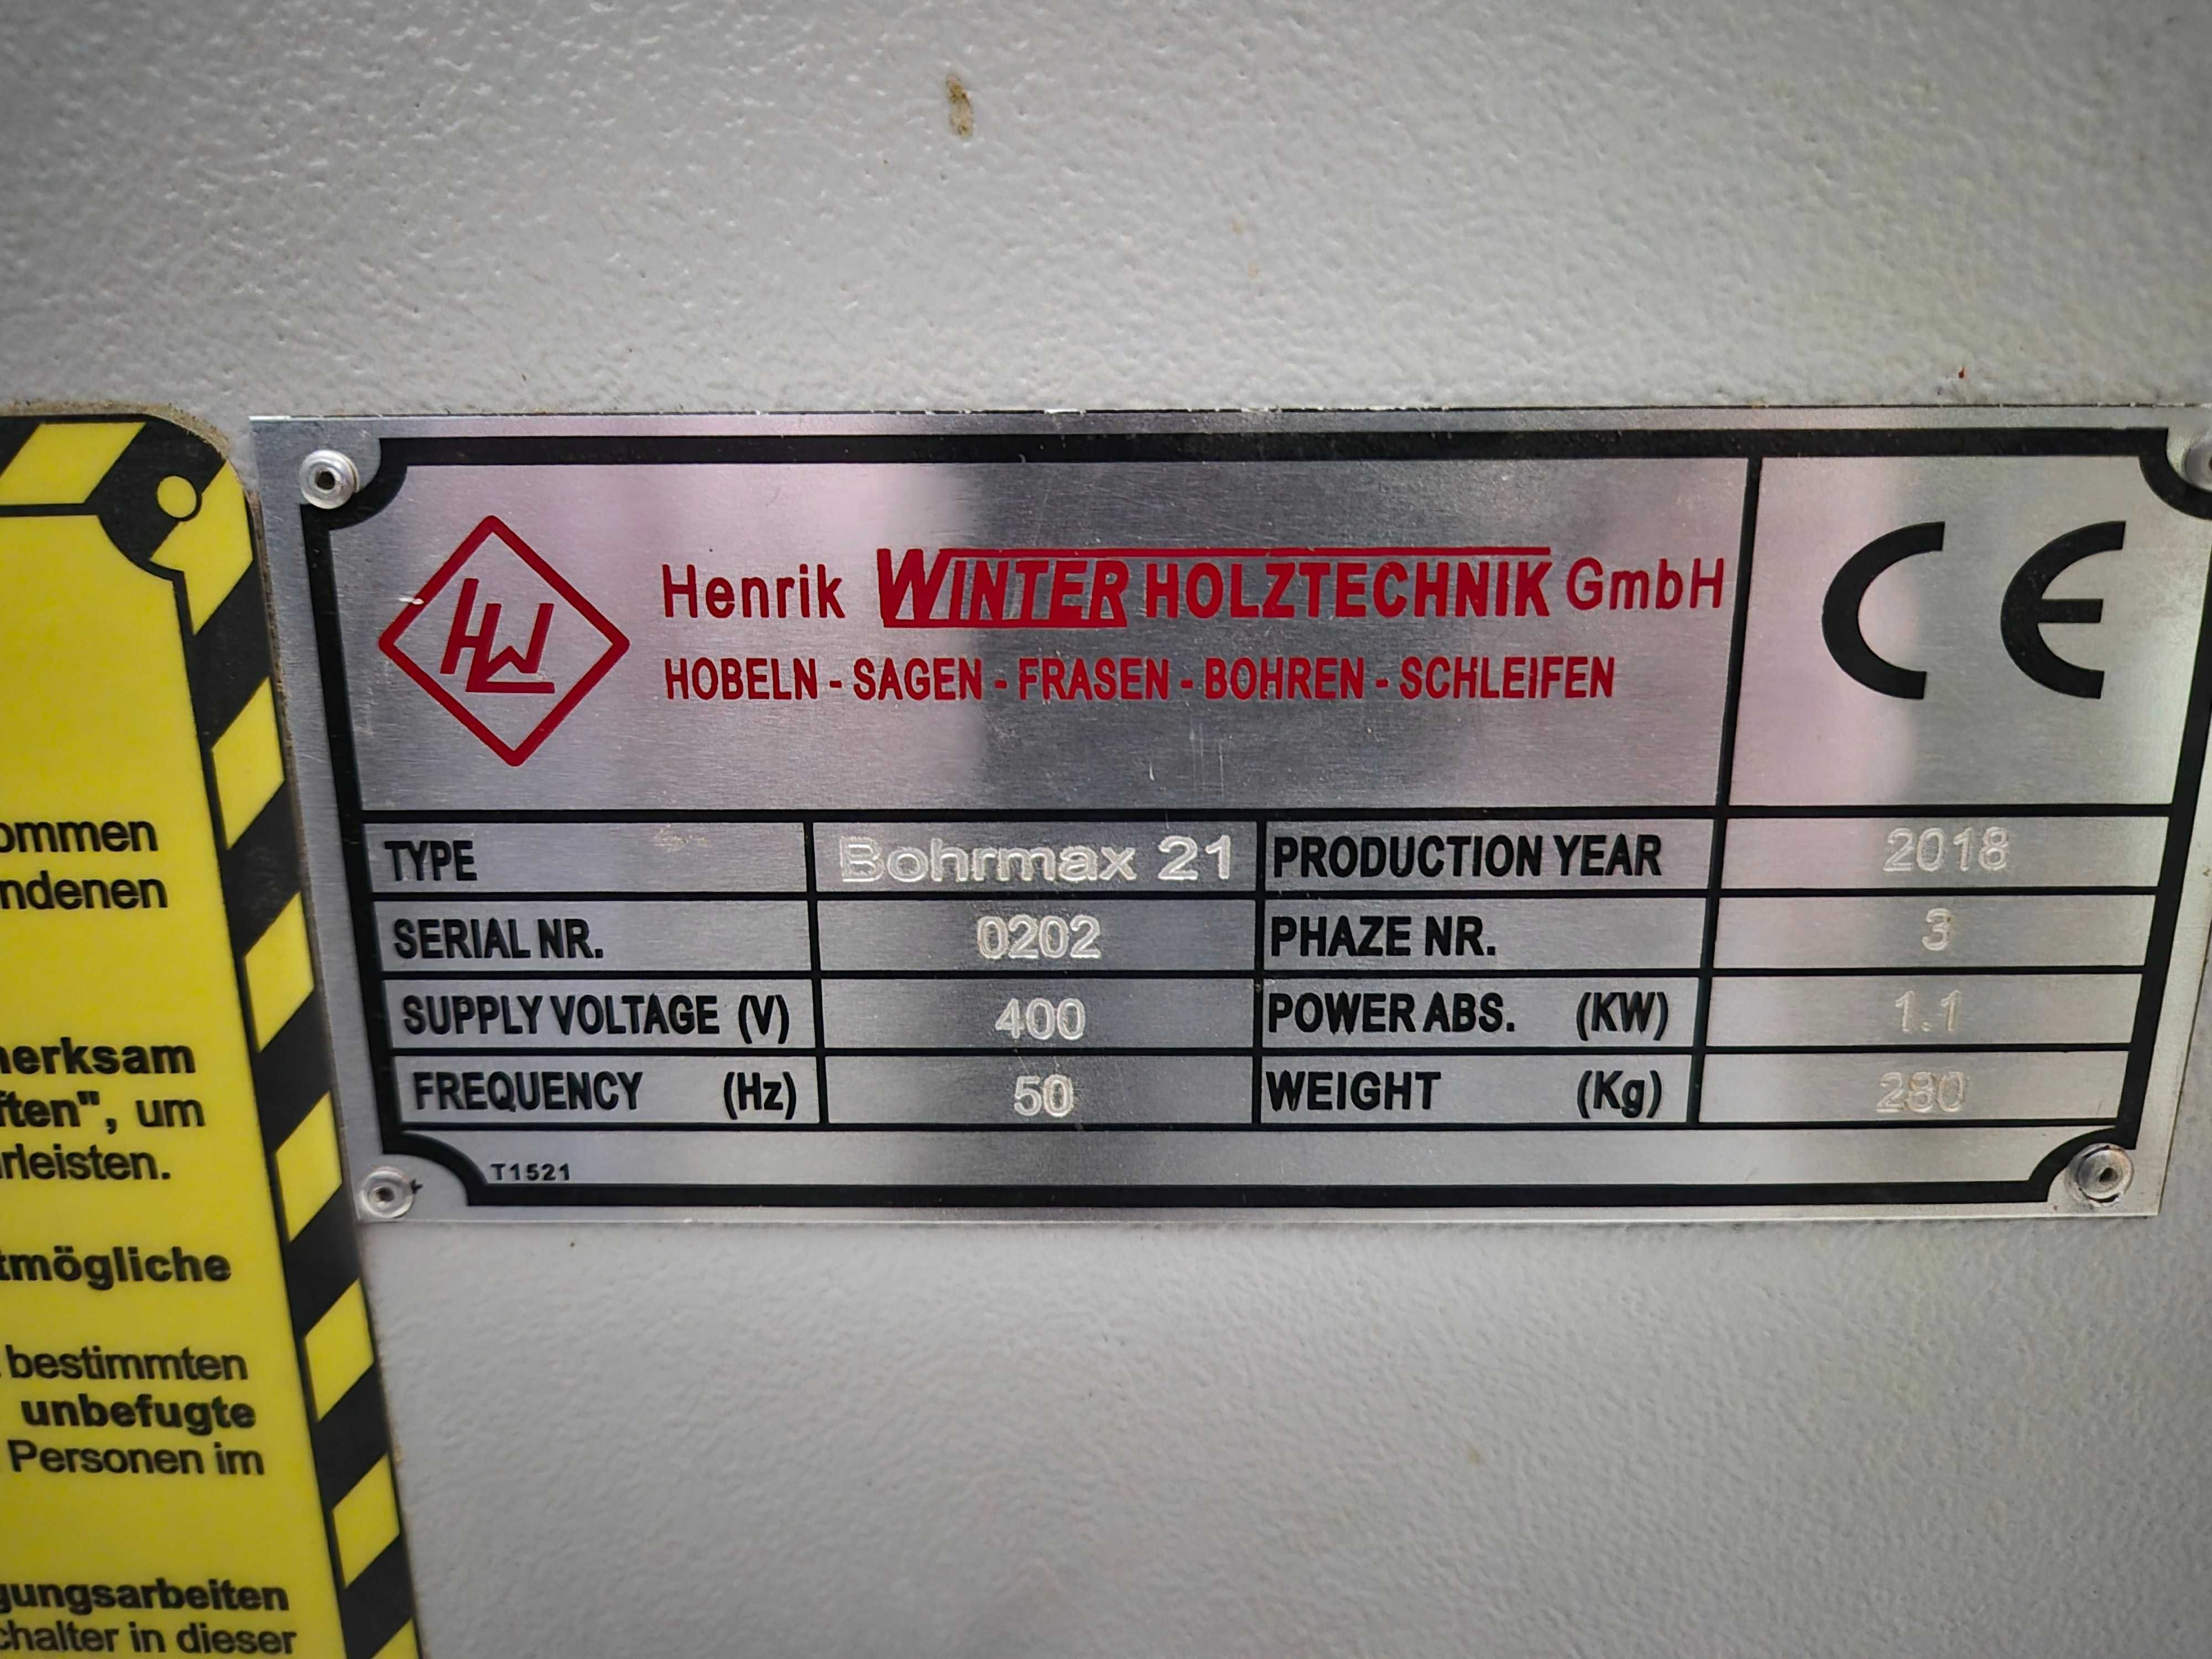 ommen
ndenen
nerksam
ften", um
rleisten.
tmögliche
bestimmten
unbefugte
Personen im
gungsarbeiten
chalter in dieser
HW
Henrik WINTER HOLZTECHNIK GmbH
HOBELN - SAGEN - FRASEN - BOHREN - SCHLEIFEN
CE
TYPE Bohrmax 21 PRODUCTION YEAR 2018
SERIAL NR. 0202 PHAZE NR. 3
SUPPLY VOLTAGE (V) 400 POWER ABS. (KW) 1.1
FREQUENCY (Hz) 50 WEIGHT (Kg) 280
T1521